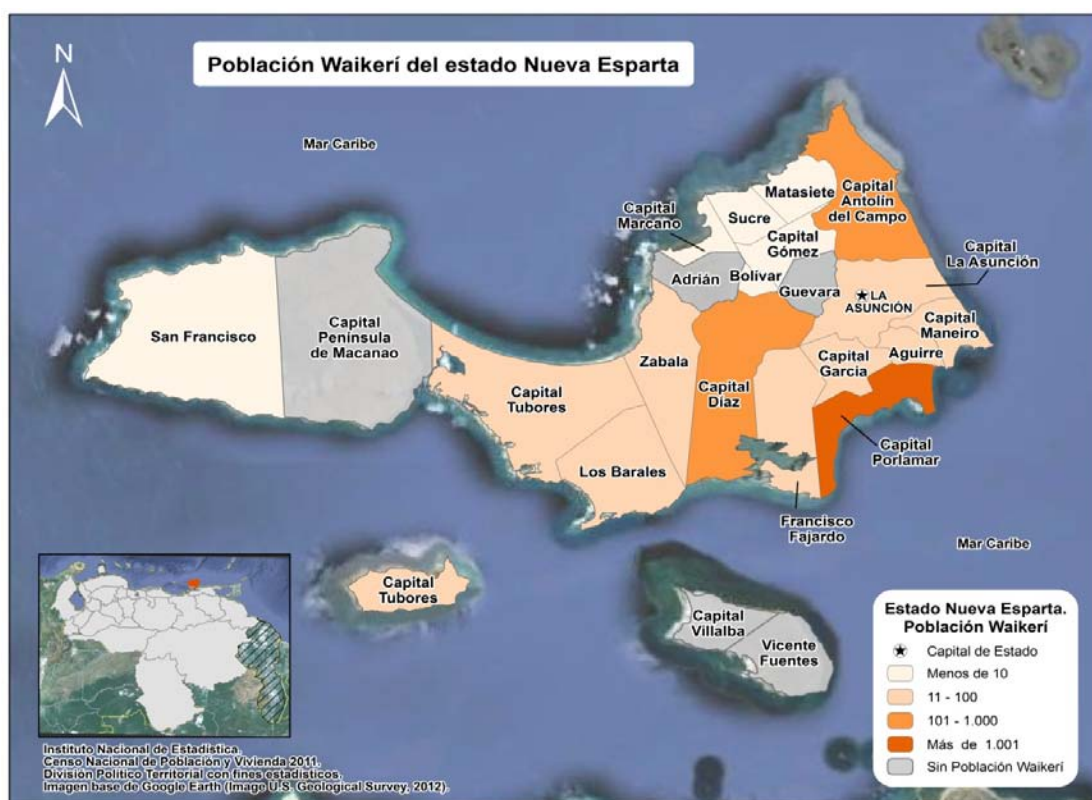 Población Waikerí del estado Nueva Esparta
N
Mar Caribe
Matasiete
Capital
Antolín
del Campo
Capital
Marcano
Sucre
Capital
Gómez
Capital
La Asunción
Adrián
Bolívar
Guevara
LA
ASUNCIÓN
San Francisco
Capital
Península
de Macanao
Capital
Maneiro
Zabala
Capital
García
Aguirre
Capital
Tubores
Capital
Díaz
Los Barales
Capital
Porlamar
Francisco
Fajardo
Mar Caribe
Capital
Tubores
Capital
Villalba
Vicente
Fuentes
Estado Nueva Esparta.
Población Waikerí
Capital de Estado
Menos de 10
11 - 100
101 - 1.000
Más de 1.001
Sin Población Waikerí
Instituto Nacional de Estadística.
Censo Nacional de Población y Vivienda 2011.
División Político Territorial con fines estadísticos.
Imagen base de Google Earth (Image U.S. Geological Survey, 2012).